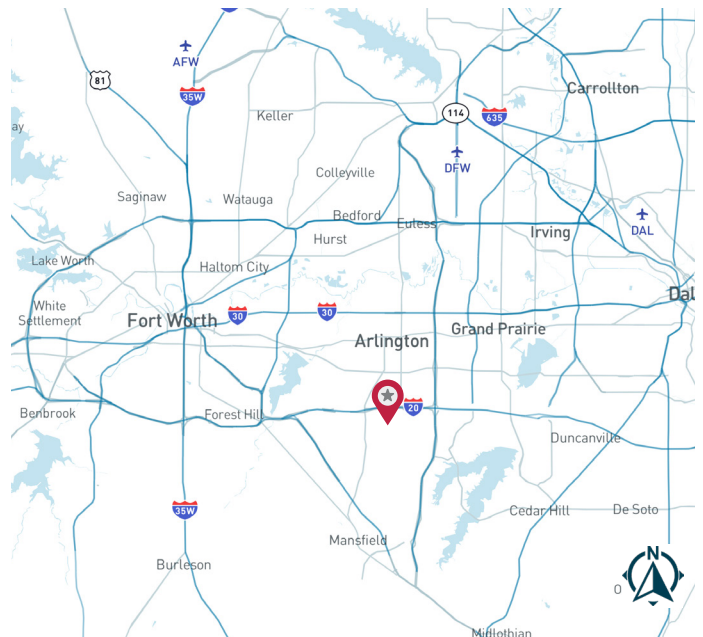 AFW
81
35W
Carrollton
Keller
114
635
ay
DFW
Colleyville
Saginaw
Watauga
Bedford
Euless
DAL
Irving
Hurst
Lake Worth
Haltom City
Dal
White
Settlement
Fort Worth
30
30
Grand Prairie
Arlington
20
Benbrook
Forest Hill
Duncanville
35W
Cedar Hill
De Soto
Mansfield
N
Burleson
O
Midlothian